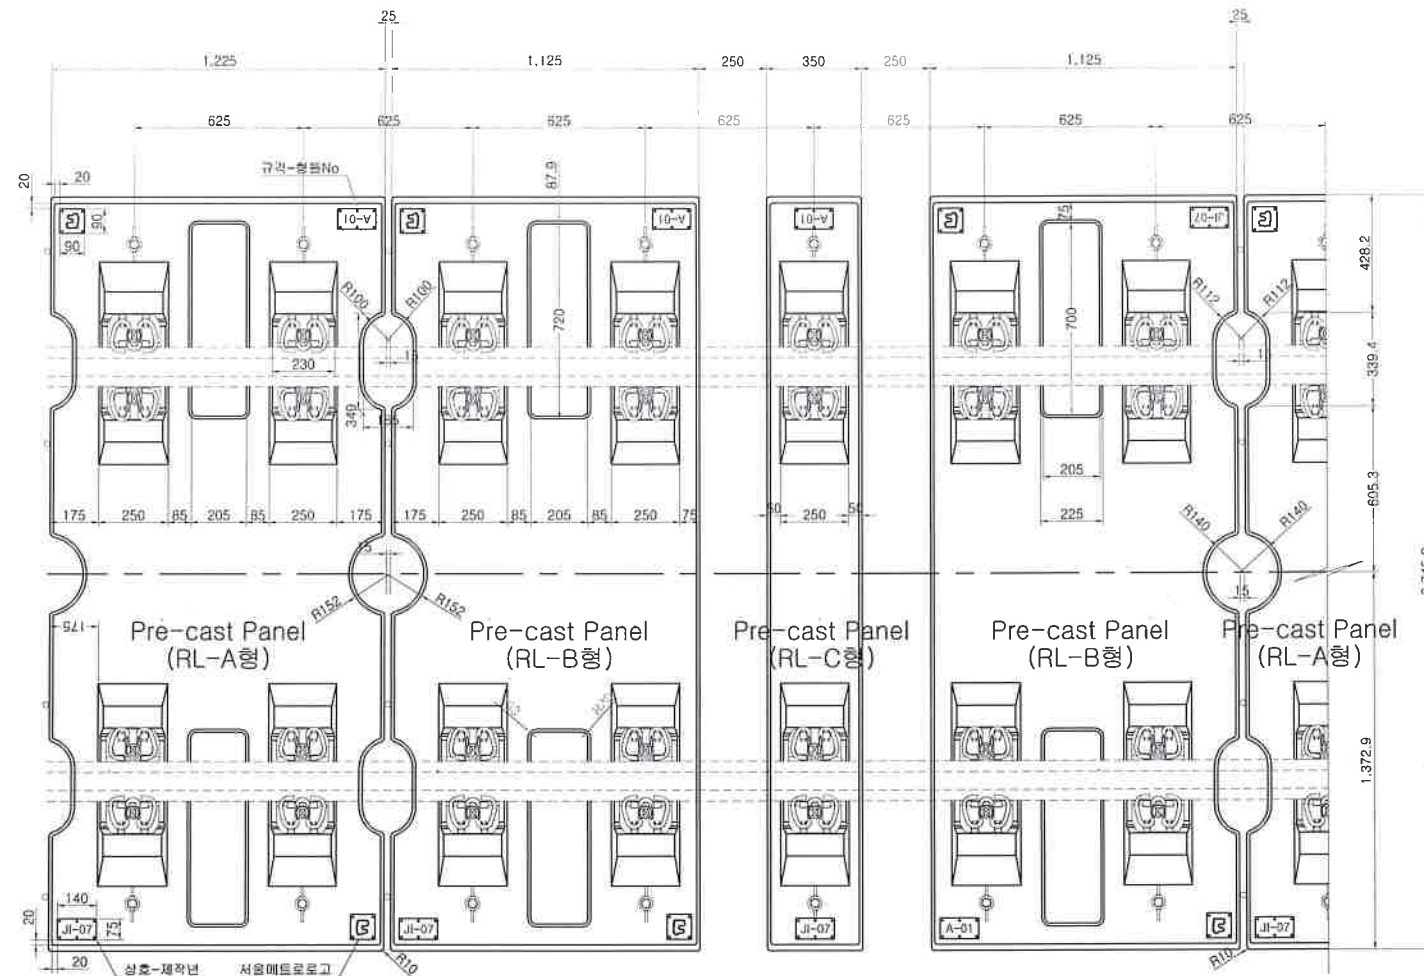 25
25
1,225
1,125
250
350
250
1,125
625
625
625
625
625
625
625
87.9
규격-형틀No
20
20
90
90
A-01
A-01
A-01
JI-07
75
428.2
R100
R100
R112
R112
720
700
230
339.4
340
205
225
605.3
175
250
85
205
85
250
175
175
250
85
205
85
250
75
50
250
50
15
R152
R152
R140
R140
15
175
Pre-cast Panel
(RL-A형)
Pre-cast Panel
(RL-B형)
Pre-cast Panel
(RL-C형)
Pre-cast Panel
(RL-B형)
Pre-cast Panel
(RL-A형)
1,372.9
140
20
75
JI-07
JI-07
JI-07
A-01
JI-07
20
상호-제작년
서울메트로로고
R10
R10